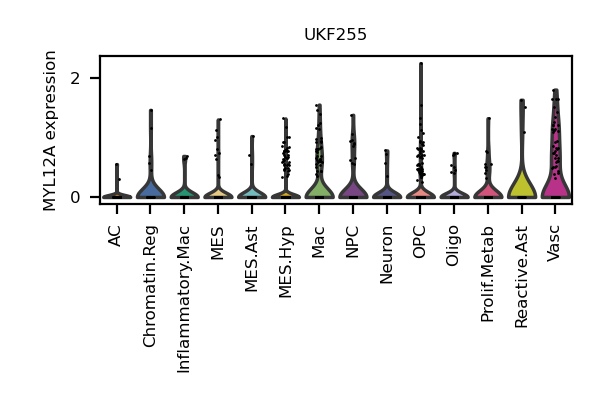 UKF255
MYL12A expression
2
0
AC
Chromatin.Reg
Inflammatory.Mac
MES
MES.Ast
MES.Hyp
Mac
NPC
Neuron
OPC
Oligo
Prolif.Metab
Reactive.Ast
Vasc